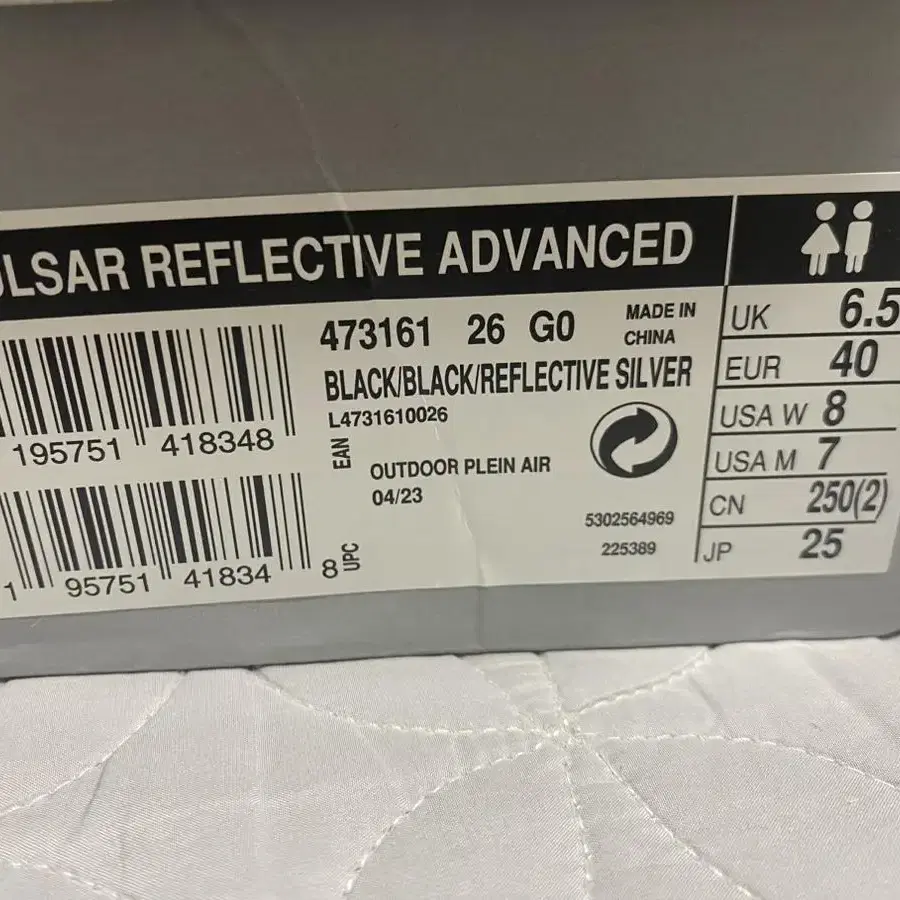 ULSAR REFLECTIVE ADVANCED
473161 26 G0
MADE IN
CHINA
BLACK/BLACK/REFLECTIVE SILVER
L4731610026
195751 418348
EAN
OUTDOOR PLEIN AIR
04/23
1 95751 41834 8
UPC
5302564969
225389
UK 6.5
EUR 40
USA W 8
USA M 7
CN 250(2)
JP 25